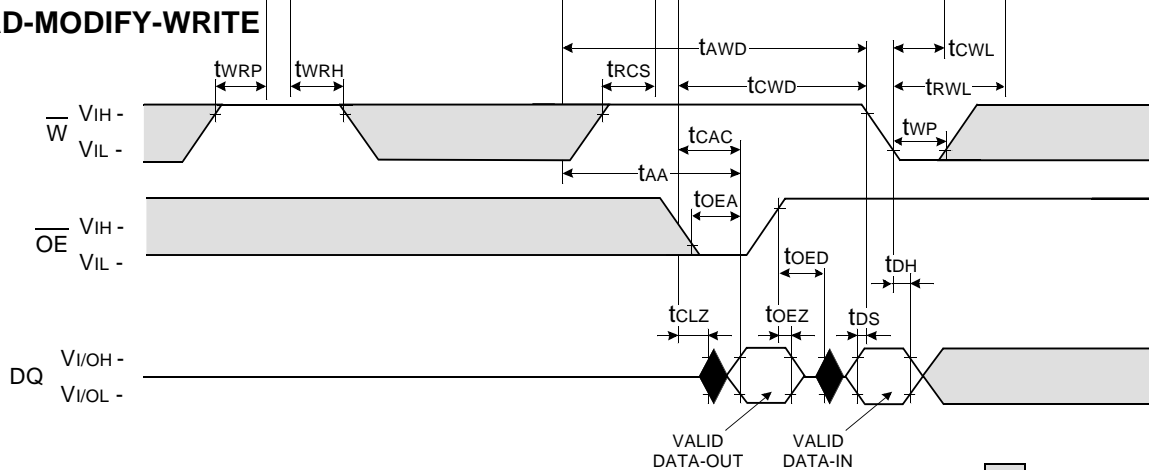 AD-MODIFY-WRITE
tAWD
tCWL
tWRP
tWRH
tRCS
tCWD
tRWL
W
VIH -
VIL -
tCAC
tWP
tAA
OE
VIH -
VIL -
tOEA
tOED
tDH
tCLZ
tOEZ
tDS
DQ
VI/OH -
VI/OL -
VALID
DATA-OUT
VALID
DATA-IN